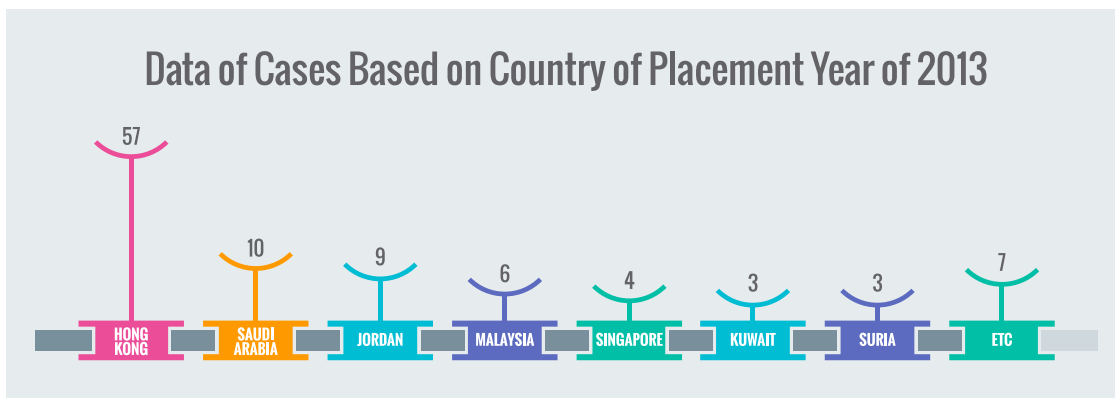 Data of Cases Based on Country of Placement Year of 2013
57
10
9
6
4
3
3
7
HONG
KONG
SAUDI
ARABIA
JORDAN
MALAYSIA
SINGAPORE
KUWAIT
SURIA
ETC